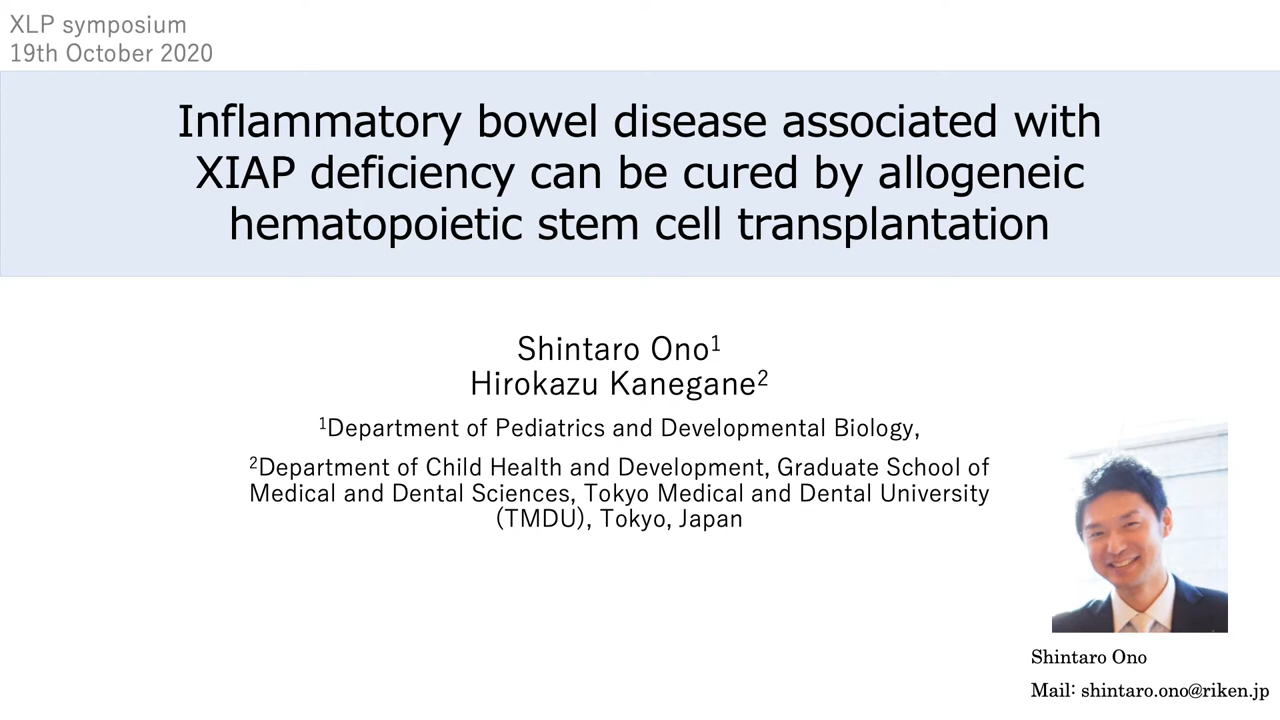 XLP symposium
19th October 2020
Inflammatory bowel disease associated with
XIAP deficiency can be cured by allogeneic
hematopoietic stem cell transplantation
Shintaro Ono¹
Hirokazu Kanegane²
¹Department of Pediatrics and Developmental Biology,
²Department of Child Health and Development, Graduate School of
Medical and Dental Sciences, Tokyo Medical and Dental University
(TMDU), Tokyo, Japan
Shintaro Ono
Mail: shintaro.ono@riken.jp